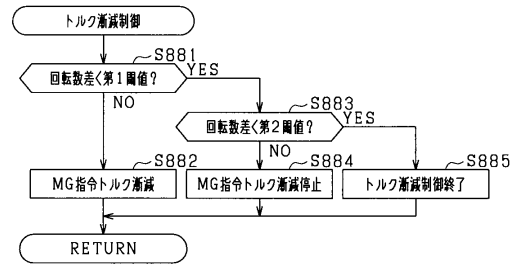 トルク漸減制御
S881
回転数差<第1閾値?
YES
NO
S883
回転数差<第2閾値?
YES
NO
S882
MG指令トルク漸減
S884
MG指令トルク漸減停止
S885
トルク漸減制御終了
RETURN